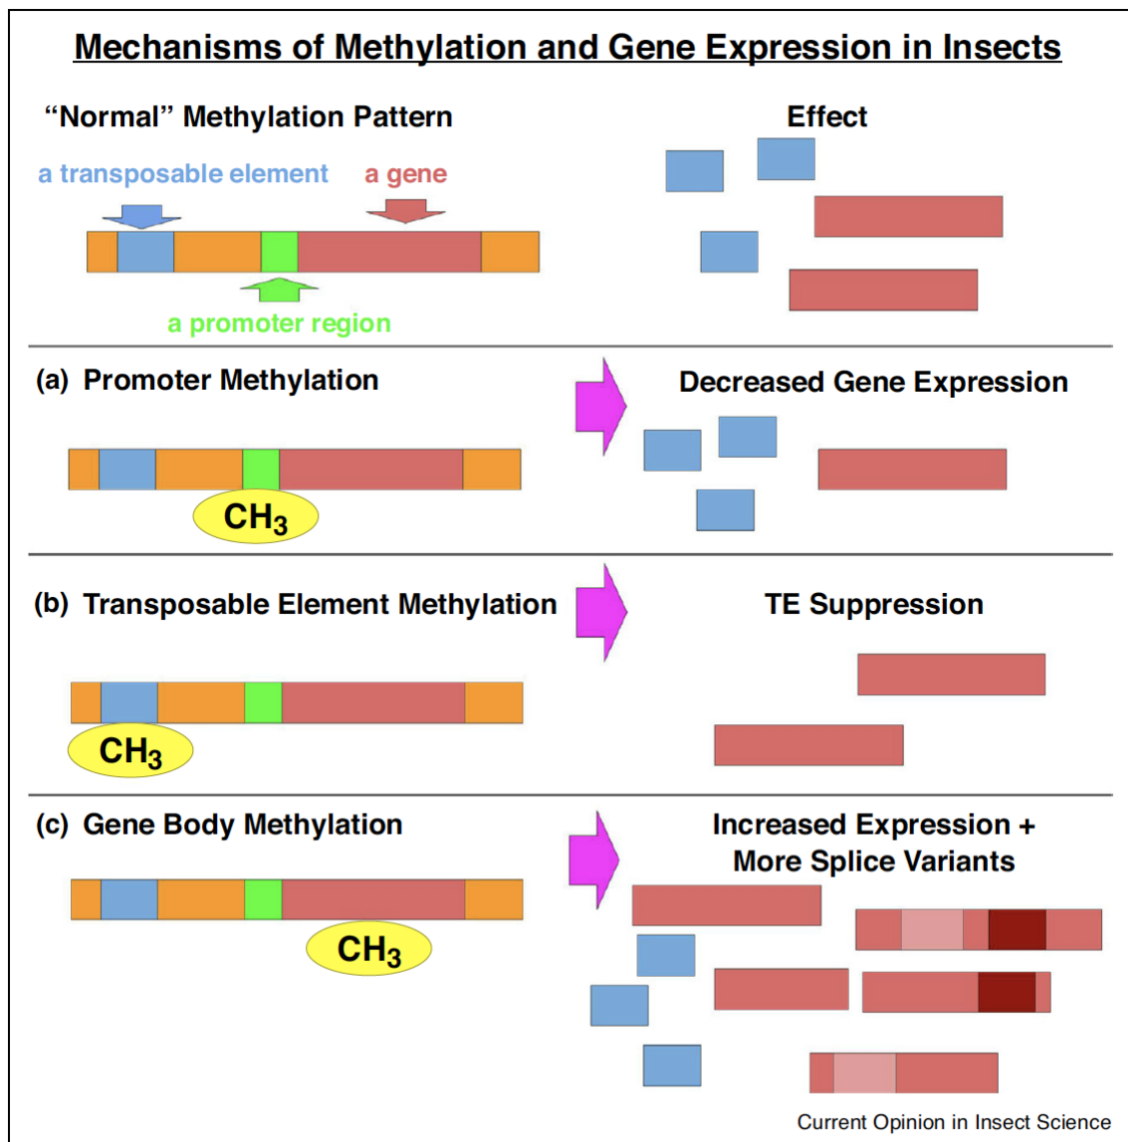 Mechanisms of Methylation and Gene Expression in Insects
“Normal” Methylation Pattern
Effect
a transposable element
a gene
a promoter region
(a) Promoter Methylation
Decreased Gene Expression
CH₃
(b) Transposable Element Methylation
TE Suppression
CH₃
(c) Gene Body Methylation
Increased Expression +
More Splice Variants
CH₃
Current Opinion in Insect Science